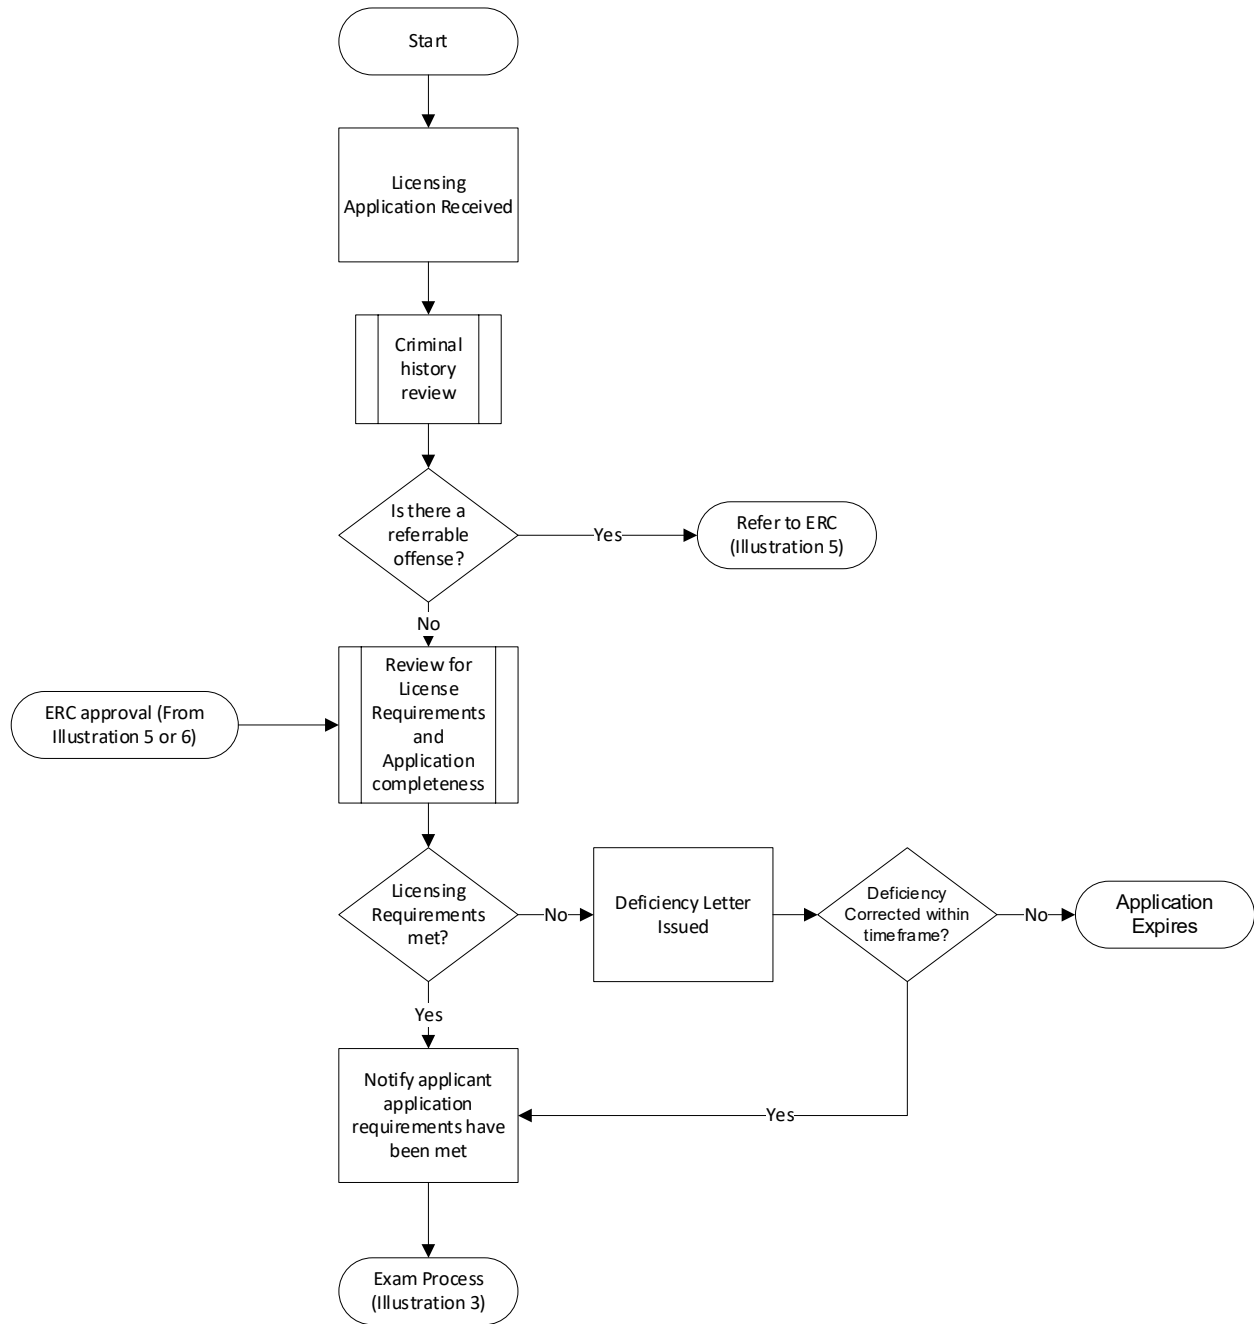 Start
Licensing
Application Received
Criminal
history
review
Is there a
referrable
offense?
Yes
Refer to ERC
(Illustration 5)
No
Review for
License
Requirements
and
Application
completeness
ERC approval (From
Illustration 5 or 6)
Licensing
Requirements
met?
No
Deficiency Letter
Issued
Deficiency
Corrected within
timeframe?
No
Application
Expires
Yes
Notify applicant
application
requirements have
been met
Yes
Exam Process
(Illustration 3)